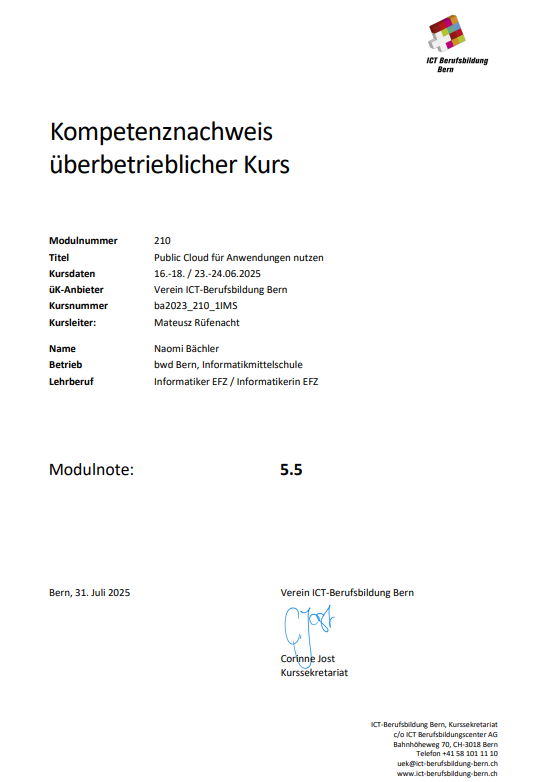 ICT Berufsbildung
Bern
Kompetenznachweis
überbetrieblicher Kurs
Modulnummer 210
Titel Public Cloud für Anwendungen nutzen
Kursdaten 16.-18. / 23.-24.06.2025
üK-Anbieter Verein ICT-Berufsbildung Bern
Kursnummer ba2023_210_1IMS
Kursleiter: Mateusz Rüfenacht
Name Naomi Bächler
Betrieb bwd Bern, Informatikmittelschule
Lehrberuf Informatiker EFZ / Informatikerin EFZ
Modulnote: 5.5
Bern, 31. Juli 2025 Verein ICT-Berufsbildung Bern
C Jost
Corinne Jost
Kurssekretariat
ICT-Berufsbildung Bern, Kurssekretariat
c/o ICT Berufsbildungscenter AG
Bahnhöheweg 70, CH-3018 Bern
Telefon +41 58 101 11 10
uek@ict-berufsbildung-bern.ch
www.ict-berufsbildung-bern.ch